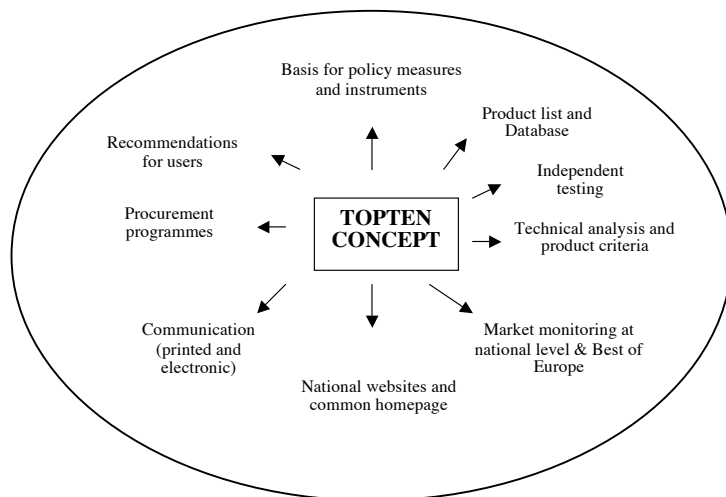 Basis for policy measures
and instruments
Product list and
Database
Recommendations
for users
Independent
testing
TOPTEN
CONCEPT
Procurement
programmes
Technical analysis and
product criteria
Communication
(printed and
electronic)
Market monitoring at
national level & Best of
Europe
National websites and
common homepage